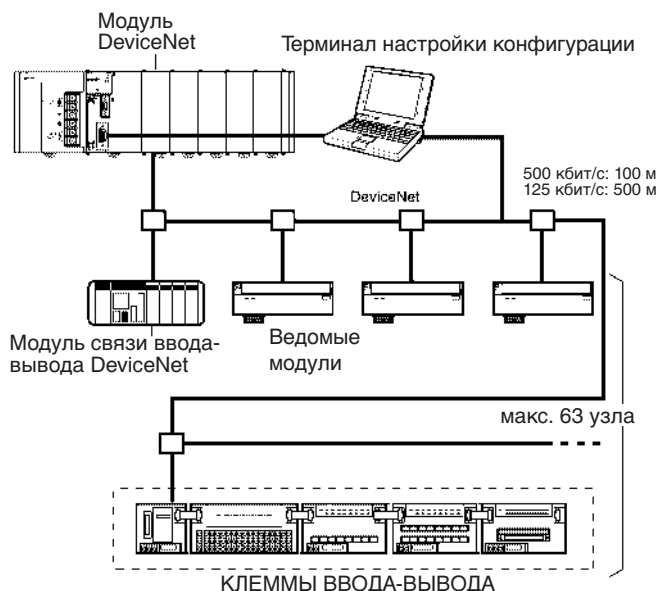 Модуль
DeviceNet
Терминал настройки конфигурации
500 кбит/с: 100 м
125 кбит/с: 500 м
DeviceNet
Модуль связи ввода-
вывода DeviceNet
Ведомые
модули
макс. 63 узла
КЛЕММЫ ВВОДА-ВЫВОДА